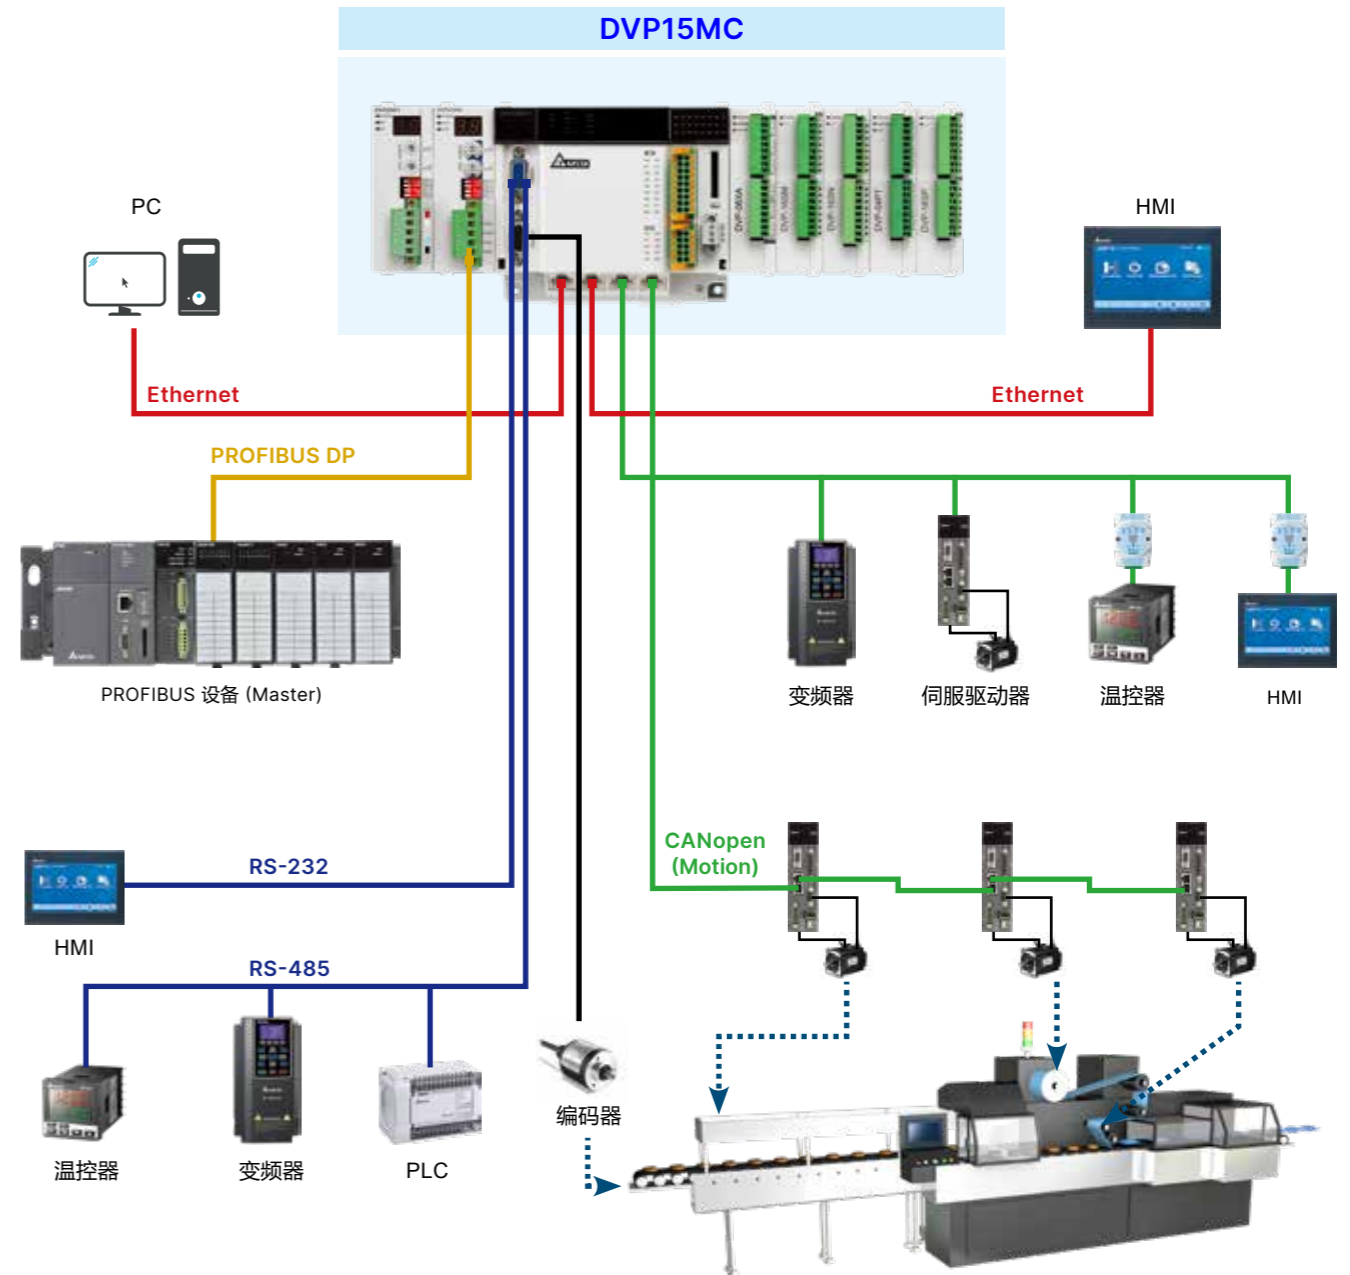 DVP15MC
PC
HMI
Ethernet
Ethernet
PROFIBUS DP
PROFIBUS 设备 (Master)
变频器
伺服驱动器
温控器
HMI
CANopen
(Motion)
RS-232
HMI
RS-485
温控器
变频器
PLC
编码器